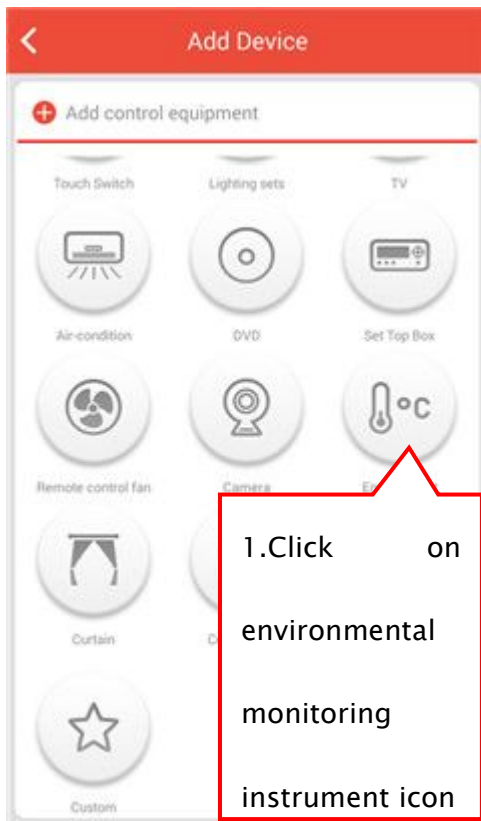 Add Device
Add control equipment
Touch Switch Lighting sets TV
°C
Air-condition DVD Set Top Box
Remote control fan Camera
1.Click on
environmental
monitoring
instrument icon
Curtain
Custom